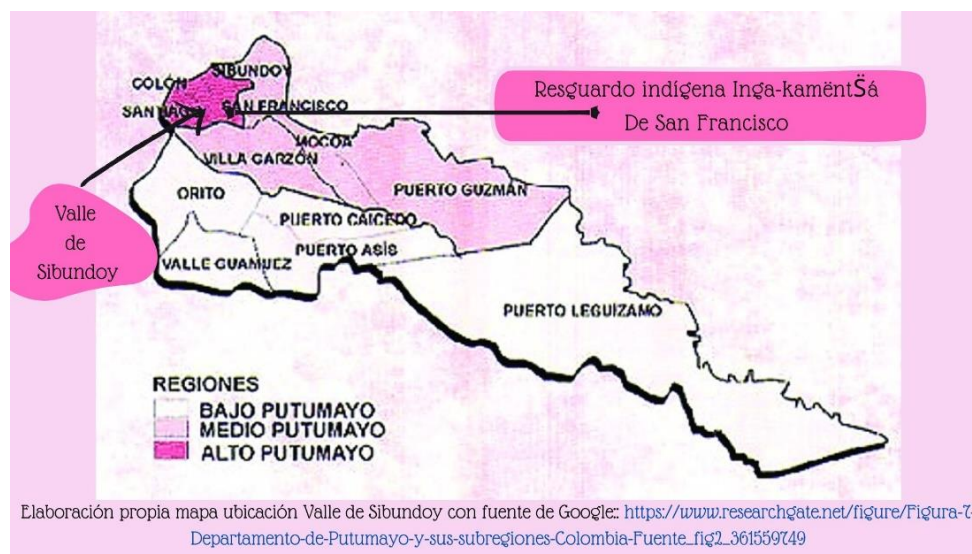 SIBUNDOY
COLÓN
SANTIAGO
SAN FRANCISCO
Resguardo indígena Inga-kamëntŠ̈á
De San Francisco
MOCOA
VILLA GARZÓN
PUERTO GUZMÁN
ORITO
Valle
de
Sibundoy
PUERTO CAICEDO
PUERTO ASÍS
VALLE GUAMUEZ
PUERTO LEGUÍZAMO
REGIONES
BAJO PUTUMAYO
MEDIO PUTUMAYO
ALTO PUTUMAYO
Elaboración propia mapa ubicación Valle de Sibundoy con fuente de Google: https://www.researchgate.net/figure/Figura-7-
Departamento-de-Putumayo-y-sus-subregiones-Colombia-Fuente_fig2_361559749